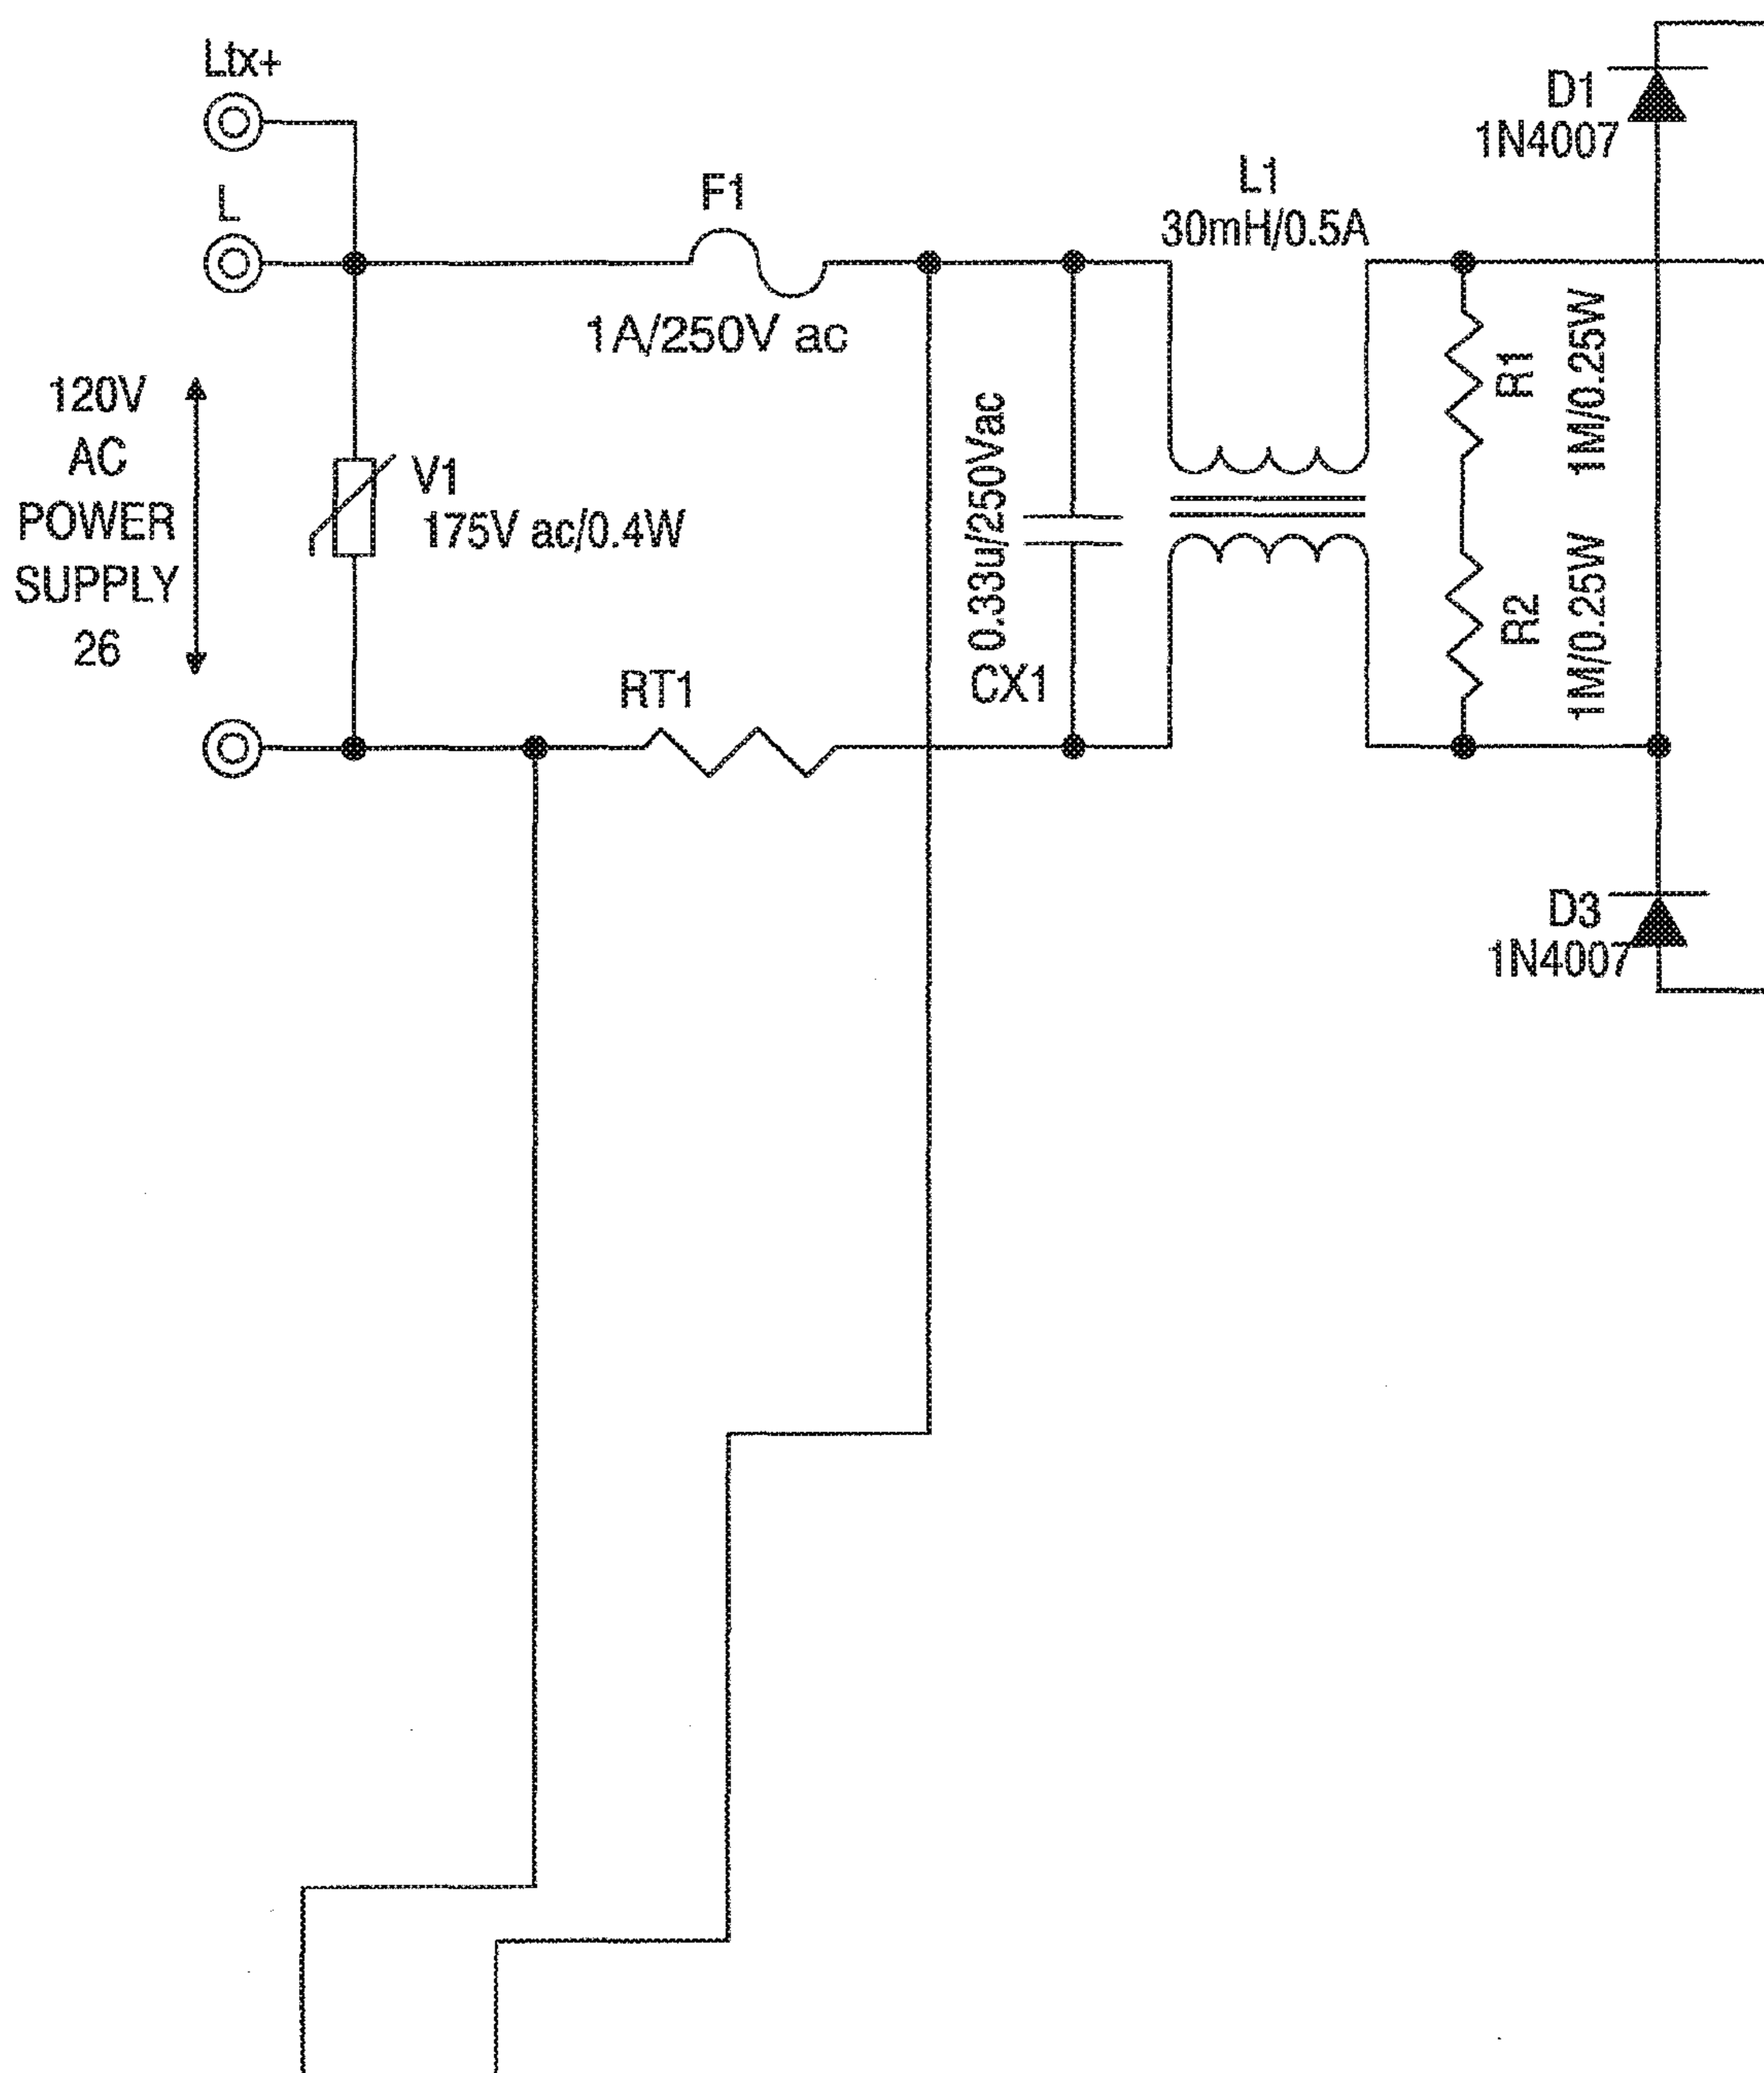 Ltx+
L
F1
1A/250V ac
120V
AC
POWER
SUPPLY
26
V1
175V ac/0.4W
RT1
0.33u/250Vac
CX1
L1
30mH/0.5A
R1
1M/0.25W
R2
1M/0.25W
D1
1N4007
D3
1N4007